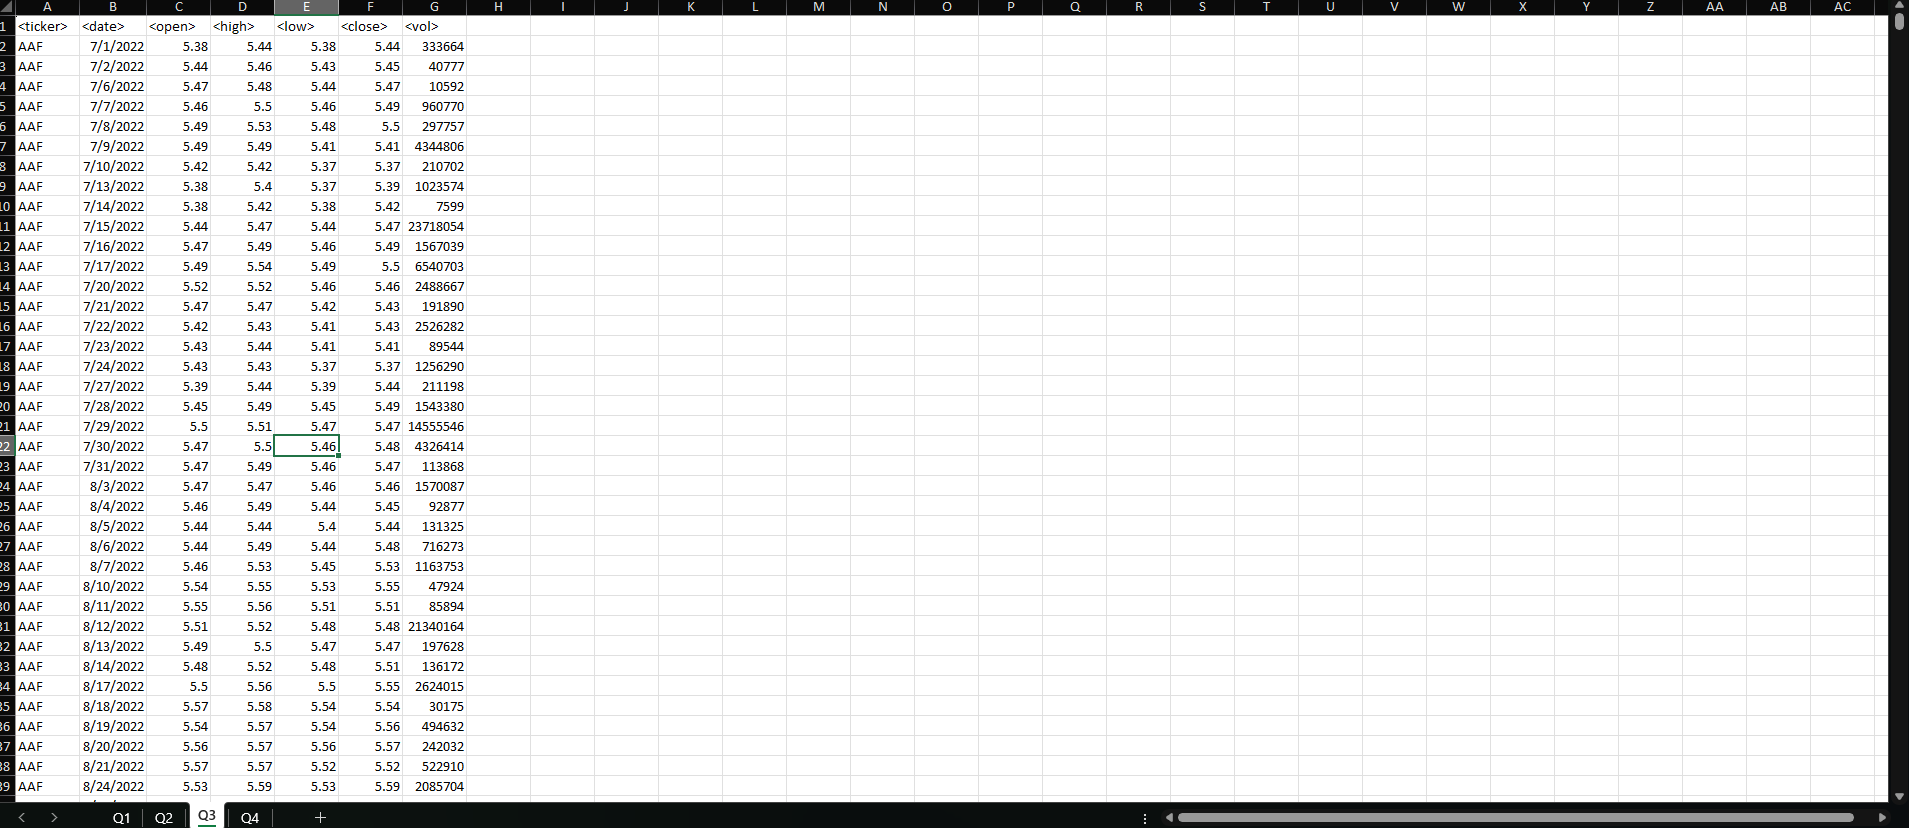 A B C D E F G H I J K L M N O P Q R S T U V W X Y Z AA AB AC
1 <ticker> <date> <open> <high> <low> <close> <vol>
2 AAF 7/1/2022 5.38 5.44 5.38 5.44 333664
3 AAF 7/2/2022 5.44 5.46 5.43 5.45 40777
4 AAF 7/6/2022 5.47 5.48 5.44 5.47 10592
5 AAF 7/7/2022 5.46 5.5 5.46 5.49 960770
6 AAF 7/8/2022 5.49 5.53 5.48 5.5 297757
7 AAF 7/9/2022 5.49 5.49 5.41 5.41 4344806
8 AAF 7/10/2022 5.42 5.42 5.37 5.37 210702
9 AAF 7/13/2022 5.38 5.4 5.37 5.39 1023574
10 AAF 7/14/2022 5.38 5.42 5.38 5.42 7599
11 AAF 7/15/2022 5.44 5.47 5.44 5.47 23718054
12 AAF 7/16/2022 5.47 5.49 5.46 5.49 1567039
13 AAF 7/17/2022 5.49 5.54 5.49 5.5 6540703
14 AAF 7/20/2022 5.52 5.52 5.46 5.46 2488667
15 AAF 7/21/2022 5.47 5.47 5.42 5.43 191890
16 AAF 7/22/2022 5.42 5.43 5.41 5.43 2526282
17 AAF 7/23/2022 5.43 5.44 5.41 5.41 89544
18 AAF 7/24/2022 5.43 5.43 5.37 5.37 1256290
19 AAF 7/27/2022 5.39 5.44 5.39 5.44 211198
20 AAF 7/28/2022 5.45 5.49 5.45 5.49 1543380
21 AAF 7/29/2022 5.5 5.51 5.47 5.47 14555546
22 AAF 7/30/2022 5.47 5.5 5.46 5.48 4326414
23 AAF 7/31/2022 5.47 5.49 5.46 5.47 113868
24 AAF 8/3/2022 5.47 5.47 5.46 5.46 1570087
25 AAF 8/4/2022 5.46 5.49 5.44 5.45 92877
26 AAF 8/5/2022 5.44 5.44 5.4 5.44 131325
27 AAF 8/6/2022 5.44 5.49 5.44 5.48 716273
28 AAF 8/7/2022 5.46 5.53 5.45 5.53 1163753
29 AAF 8/10/2022 5.54 5.55 5.53 5.55 47924
30 AAF 8/11/2022 5.55 5.56 5.51 5.51 85894
31 AAF 8/12/2022 5.51 5.52 5.48 5.48 21340164
32 AAF 8/13/2022 5.49 5.5 5.47 5.47 197628
33 AAF 8/14/2022 5.48 5.52 5.48 5.51 136172
34 AAF 8/17/2022 5.5 5.56 5.5 5.55 2624015
35 AAF 8/18/2022 5.57 5.58 5.54 5.54 30175
36 AAF 8/19/2022 5.54 5.57 5.54 5.56 494632
37 AAF 8/20/2022 5.56 5.57 5.56 5.57 242032
38 AAF 8/21/2022 5.57 5.57 5.52 5.52 522910
39 AAF 8/24/2022 5.53 5.59 5.53 5.59 2085704
Q1 Q2 Q3 Q4 +